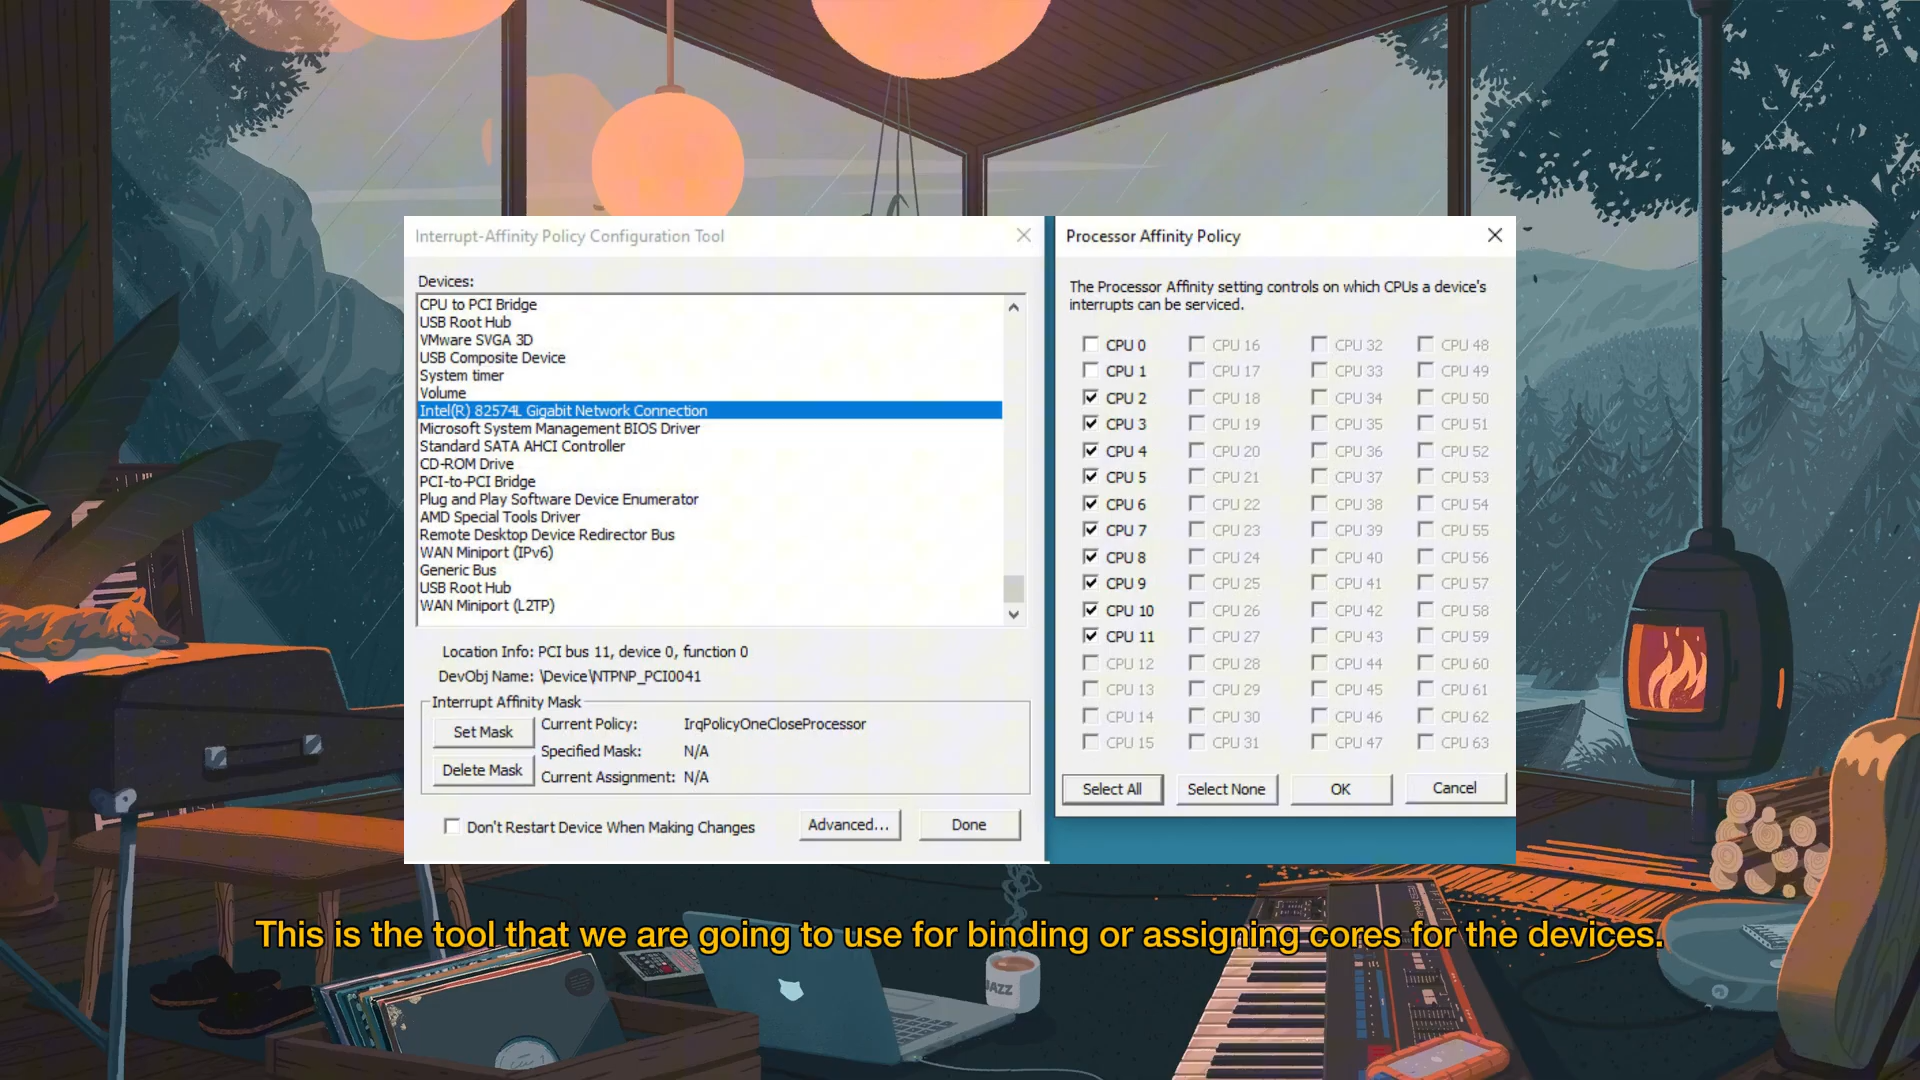 Interrupt-Affinity Policy Configuration Tool
Devices:
CPU to PCI Bridge
USB Root Hub
VMware SVGA 3D
USB Composite Device
System timer
Volume
Intel(R) 82574L Gigabit Network Connection
Microsoft System Management BIOS Driver
Standard SATA AHCI Controller
CD-ROM Drive
PCI-to-PCI Bridge
Plug and Play Software Device Enumerator
AMD Special Tools Driver
Remote Desktop Device Redirector Bus
WAN Miniport (IPv6)
Generic Bus
USB Root Hub
WAN Miniport (L2TP)
Location Info: PCI bus 11, device 0, function 0
DevObj Name: \Device\NTPNP_PCI0041
Interrupt Affinity Mask
Set Mask
Delete Mask
Current Policy: IrqPolicyOneCloseProcessor
Specified Mask: N/A
Current Assignment: N/A
Don't Restart Device When Making Changes
Advanced...
Done
Processor Affinity Policy
The Processor Affinity setting controls on which CPUs a device's
interrupts can be serviced.
CPU 0 CPU 16 CPU 32 CPU 48
CPU 1 CPU 17 CPU 33 CPU 49
CPU 2 CPU 18 CPU 34 CPU 50
CPU 3 CPU 19 CPU 35 CPU 51
CPU 4 CPU 20 CPU 36 CPU 52
CPU 5 CPU 21 CPU 37 CPU 53
CPU 6 CPU 22 CPU 38 CPU 54
CPU 7 CPU 23 CPU 39 CPU 55
CPU 8 CPU 24 CPU 40 CPU 56
CPU 9 CPU 25 CPU 41 CPU 57
CPU 10 CPU 26 CPU 42 CPU 58
CPU 11 CPU 27 CPU 43 CPU 59
CPU 12 CPU 28 CPU 44 CPU 60
CPU 13 CPU 29 CPU 45 CPU 61
CPU 14 CPU 30 CPU 46 CPU 62
CPU 15 CPU 31 CPU 47 CPU 63
Select All
Select None
OK
Cancel
This is the tool that we are going to use for binding or assigning cores for the devices.
JAZZ